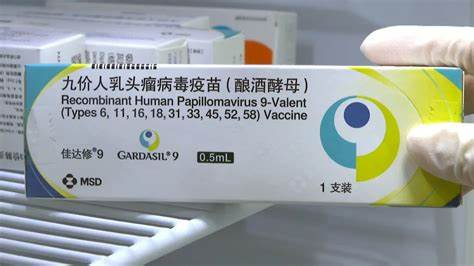 九价人乳头瘤病毒疫苗（酿酒酵母）
Recombinant Human Papillomavirus 9-Valent
(Types 6, 11, 16, 18, 31, 33, 45, 52, 58) Vaccine
佳达修®9 GARDASIL®9 0.5mL
MSD 1 支装